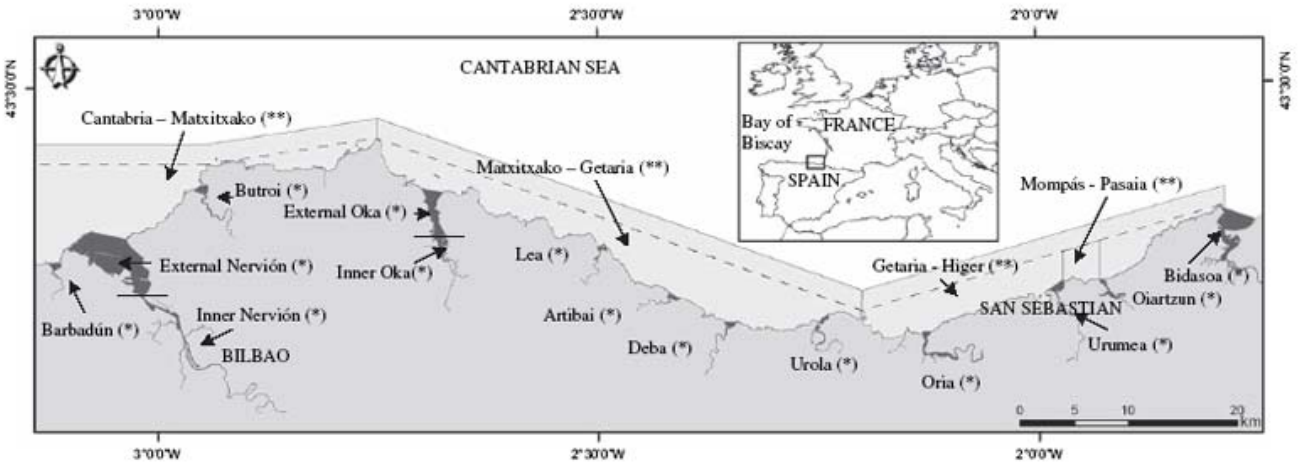 3°0'0"W
2°30'0"W
2°0'0"W
43°30'0"N
43°30'0"N
CANTABRIAN SEA
Cantabria – Matxitxako (**)
Bay of
Biscay
FRANCE
SPAIN
Matxitxako – Getaria (**)
Mompás - Pasaia (**)
Butroi (*)
External Oka (*)
Lea (*)
Getaria - Higer (**)
External Nervión (*)
Inner Oka(*)
Bidasoa (*)
Oiartzun (*)
SAN SEBASTIAN
Barbadún (*)
Inner Nervión (*)
Artibai (*)
Deba (*)
Urola (*)
Urumea (*)
BILBAO
Oria (*)
0 5 10 20
km
3°0'0"W
2°30'0"W
2°0'0"W